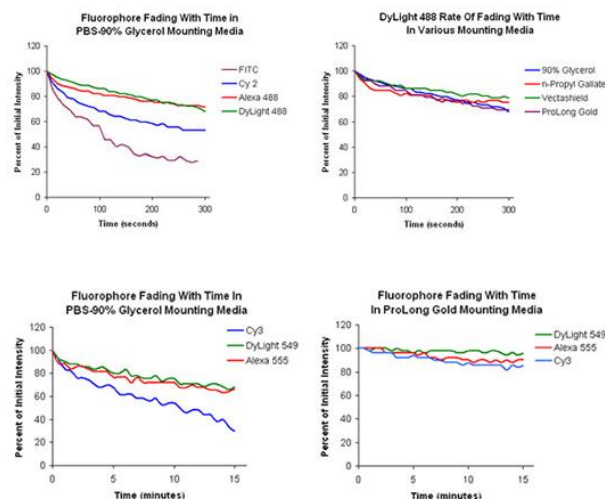 Fluorophore Fading With Time in
PBS-90% Glycerol Mounting Media
Percent of Initial Intensity
120
100
80
60
40
20
0
0
100
200
300
Time (seconds)
FITC
Cy 2
Alexa 488
DyLight 488
DyLight 488 Rate Of Fading With Time
In Various Mounting Media
Percent of Initial Intensity
120
100
80
60
40
20
0
0
100
200
300
Time (seconds)
90% Glycerol
n-Propyl Gallate
Vectashield
ProLong Gold
Fluorophore Fading With Time In
PBS-90% Glycerol Mounting Media
Percent of Initial Intensity
120
100
80
60
40
20
0
0
5
10
15
Time (minutes)
Cy3
DyLight 549
Alexa 555
Fluorophore Fading With Time
In ProLong Gold Mounting Media
Percent of Initial Intensity
120
100
80
60
40
20
0
0
5
10
15
Time (minutes)
DyLight 549
Alexa 555
Cy3